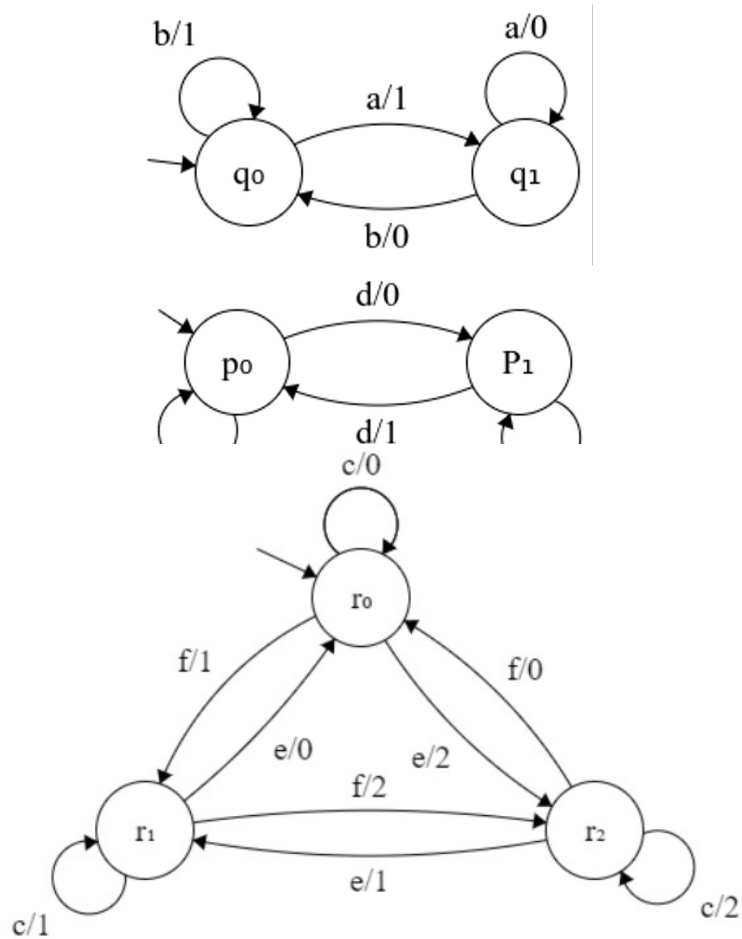 b/1
a/0
a/1
q₀
q₁
b/0
d/0
p₀
P₁
d/1
c/0
r₀
f/1
f/0
e/0
e/2
f/2
r₁
r₂
e/1
c/2
c/1